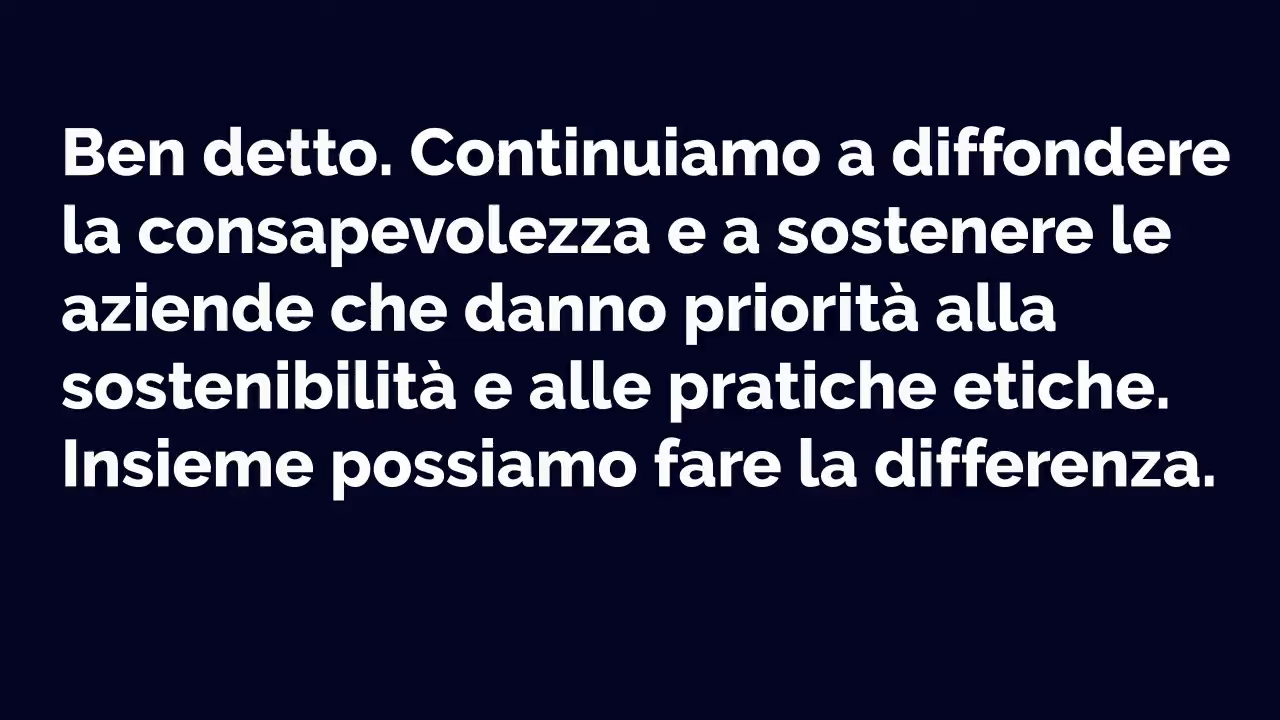 Ben detto. Continuiamo a diffondere
la consapevolezza e a sostenere le
aziende che danno priorità alla
sostenibilità e alle pratiche etiche.
Insieme possiamo fare la differenza.